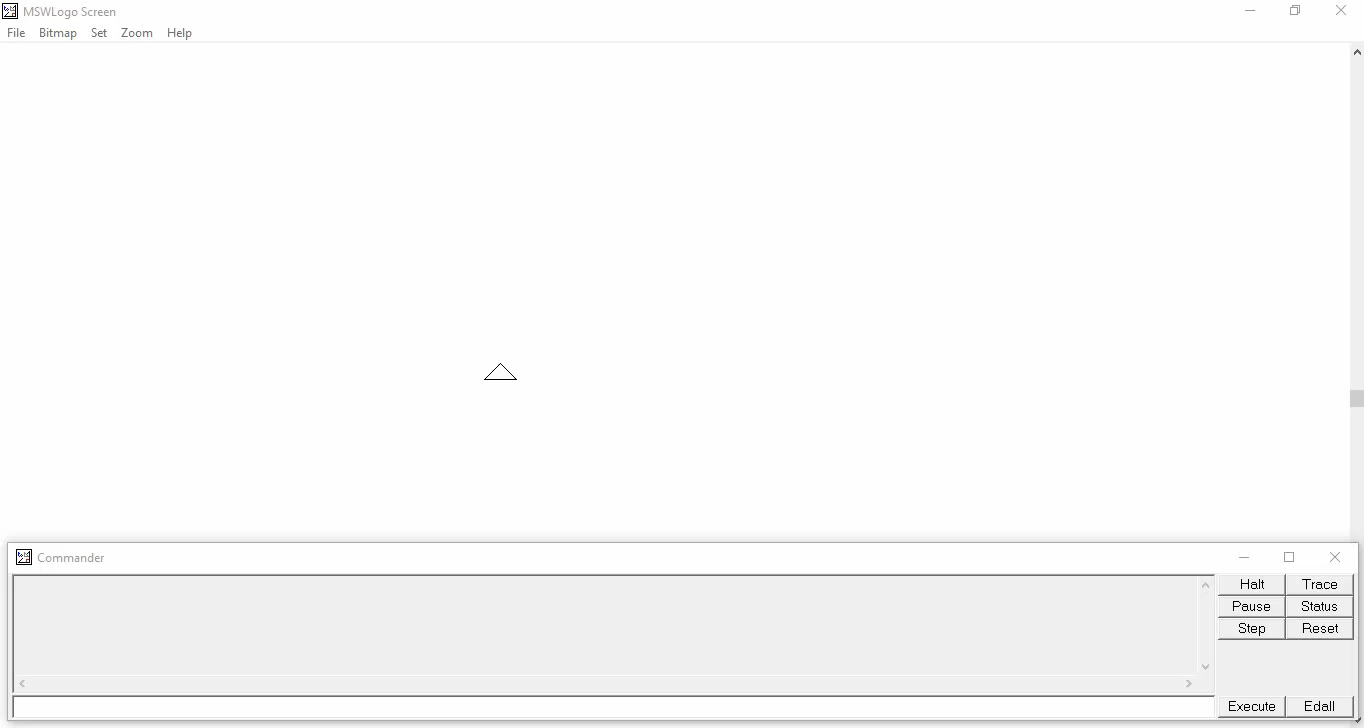 MSWLogo Screen
File Bitmap Set Zoom Help
Commander
Halt Trace
Pause Status
Step Reset
Execute Edall